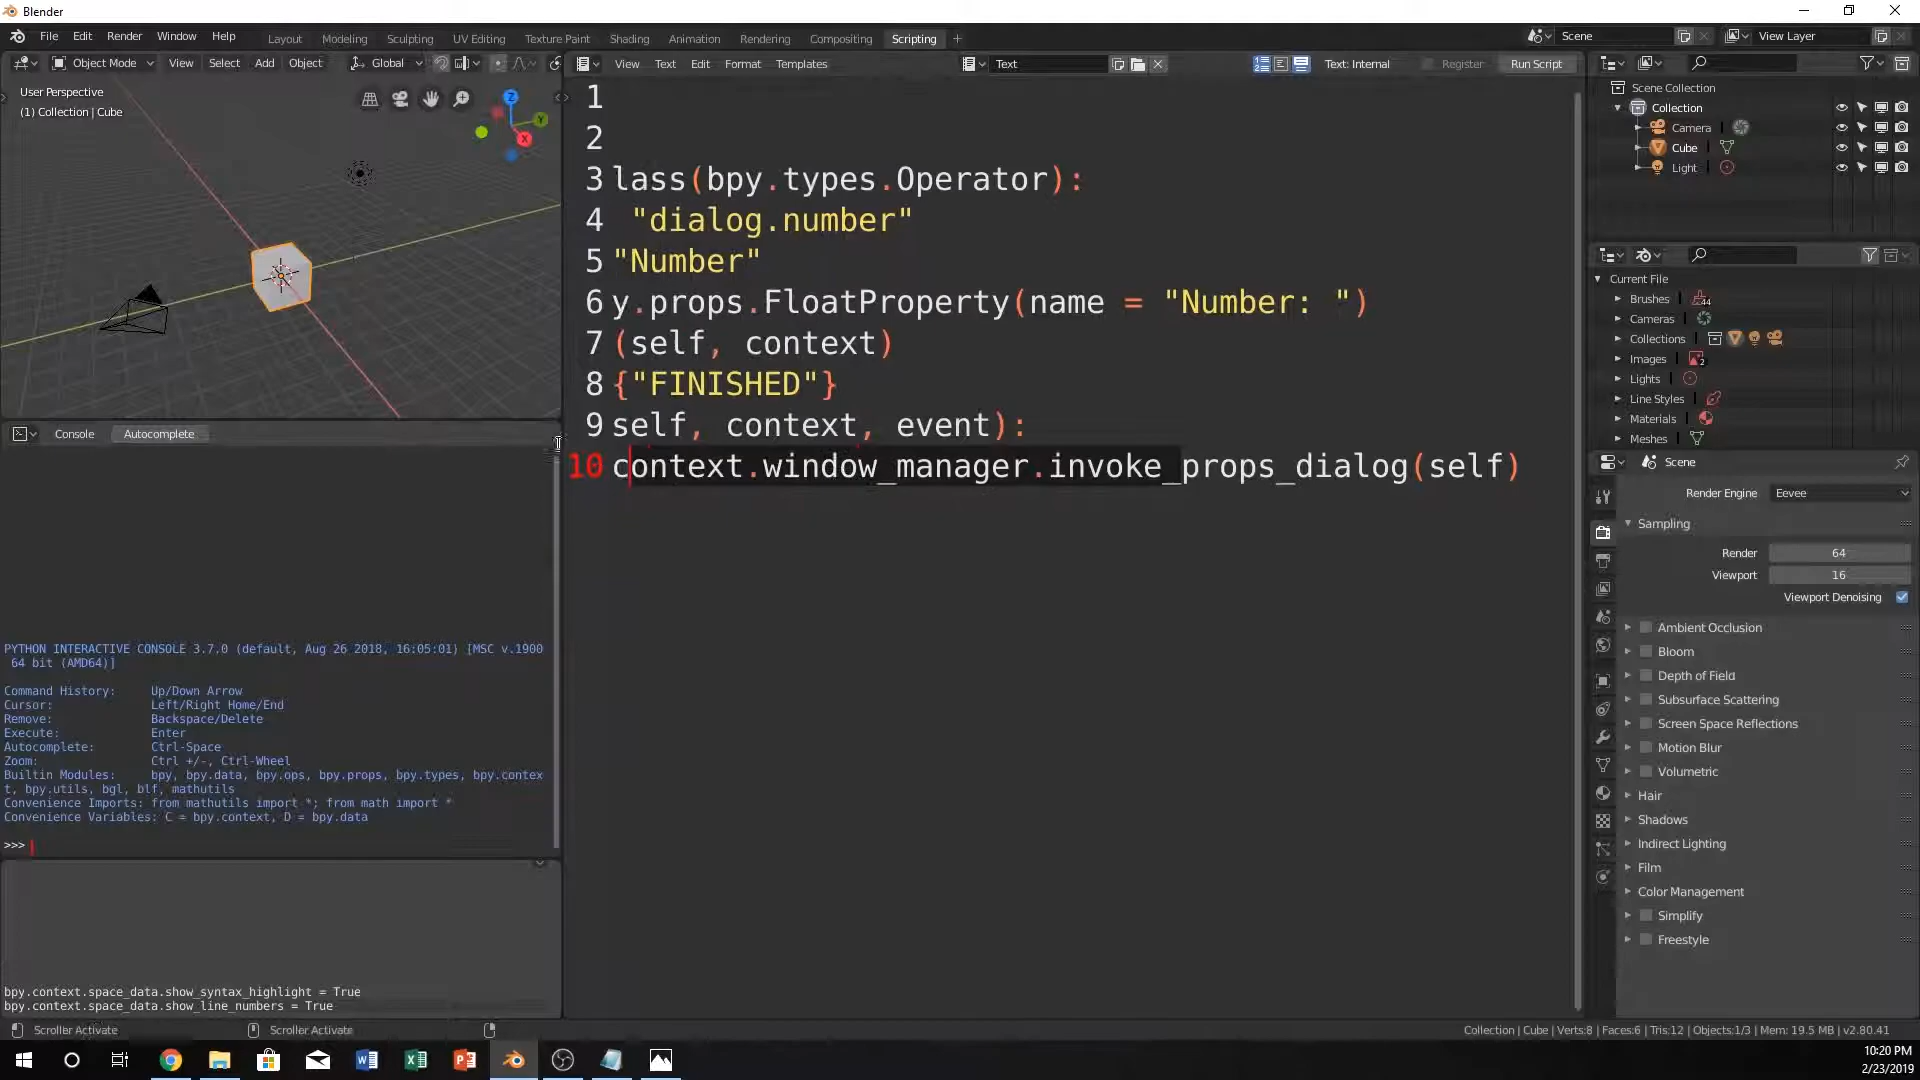 Blender
File Edit Render Window Help Layout Modeling Sculpting UV Editing Texture Paint Shading Animation Rendering Compositing Scripting + Scene View Layer
Object Mode View Select Add Object Global
View Text Edit Format Templates Text Text: Internal Register Run Script
User Perspective
(1) Collection | Cube
Z
Y
X
1
2
3 lass(bpy.types.Operator):
4 "dialog.number"
5 "Number"
6 y.props.FloatProperty(name = "Number: ")
7 (self, context)
8 {"FINISHED"}
9 self, context, event):
10 context.window_manager.invoke_props_dialog(self)
Scene Collection
Collection
Camera
Cube
Light
Current File
Brushes 44
Cameras
Collections
Images 2
Lights
Line Styles
Materials
Meshes
Scene
Render Engine Eevee
Sampling
Render 64
Viewport 16
Viewport Denoising
Ambient Occlusion
Bloom
Depth of Field
Subsurface Scattering
Screen Space Reflections
Motion Blur
Volumetric
Hair
Shadows
Indirect Lighting
Film
Color Management
Simplify
Freestyle
Console Autocomplete
PYTHON INTERACTIVE CONSOLE 3.7.0 (default, Aug 26 2018, 16:05:01) [MSC v.1900
64 bit (AMD64)]
Command History: Up/Down Arrow
Cursor: Left/Right Home/End
Remove: Backspace/Delete
Execute: Enter
Autocomplete: Ctrl-Space
Zoom: Ctrl +/-, Ctrl-Wheel
Builtin Modules: bpy, bpy.data, bpy.ops, bpy.props, bpy.types, bpy.contex
t, bpy.utils, bgl, blf, mathutils
Convenience Imports: from mathutils import *; from math import *
Convenience Variables: C = bpy.context, D = bpy.data
>>>
bpy.context.space_data.show_syntax_highlight = True
bpy.context.space_data.show_line_numbers = True
Scroller Activate Scroller Activate
Collection | Cube | Verts:8 | Faces:6 | Tris:12 | Objects:1/3 | Mem: 19.5 MB | v2.80.41
10:20 PM
2/23/2019